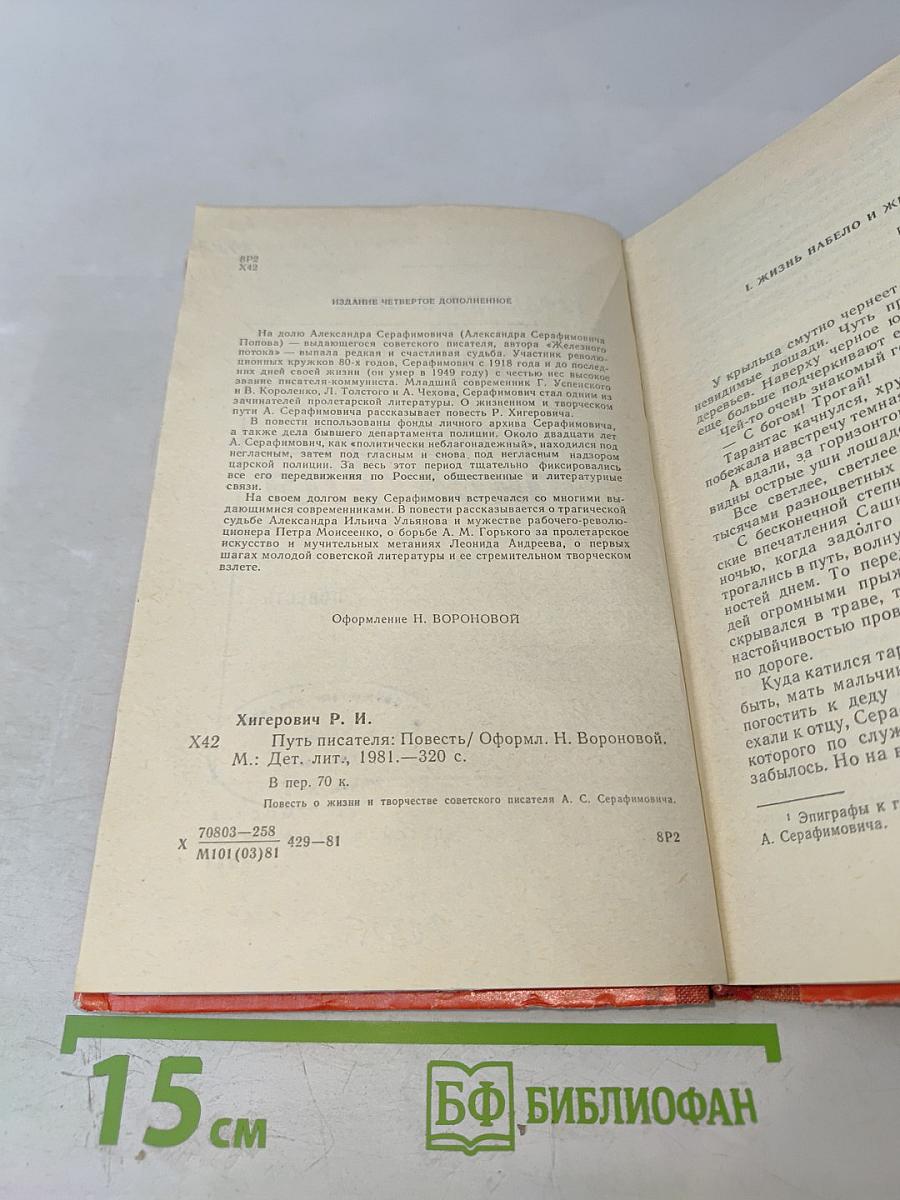 8Р2
Х42
ИЗДАНИЕ ЧЕТВЕРТОЕ ДОПОЛНЕННОЕ
На долю Александра Серафимовича (Александра Серафимовича
Попова) — выдающегося советского писателя, автора «Железного
потока» — выпала редкая и счастливая судьба. Участник револю-
ционных кружков 80-х годов, Серафимович с 1918 года и до послед-
них дней своей жизни (он умер в 1949 году) с честью нес высокое
звание писателя-коммуниста. Младший современник Г. Успенского
и В. Короленко, Л. Толстого и А. Чехова, Серафимович стал одним из
зачинателей пролетарской литературы. О жизненном и творческом
пути А. Серафимовича рассказывает повесть Р. Хигеровича.
В повести использованы фонды личного архива Серафимовича,
а также дела бывшего департамента полиции. Около двадцати лет
А. Серафимович, как «политически неблагонадежный», находился под
негласным, затем под гласным и снова под негласным надзором
царской полиции. За весь этот период тщательно фиксировались
все его передвижения по России, общественные и литературные
связи.
На своем долгом веку Серафимович встречался со многими вы-
дающимися современниками. В повести рассказывается о трагической
судьбе Александра Ильича Ульянова и мужестве рабочего-револю-
ционера Петра Моисеенко, о борьбе А. М. Горького за пролетарское
искусство и мучительных метаниях Леонида Андреева, о первых
шагах молодой советской литературы и ее стремительном творческом
взлете.
Оформление Н. ВОРОНОВОЙ
Хигерович Р. И.
Х42 Путь писателя: Повесть/ Оформл. Н. Вороновой.
М.: Дет. лит., 1981.—320 с.
В пер. 70 к.
Повесть о жизни и творчестве советского писателя А. С. Серафимовича.
Х 70803—258 429—81
М101(03)81
8Р2
I. ЖИЗНЬ НАБЕЛО И
У крыльца смутно чернеет
невидимые лошади. Чуть
деревьев. Наверху черное
еще больше подчеркивают
Чей-то очень знакомый
— С богом! Трогай!
Тарантас качнулся,
побежала навстречу темная
А вдали, за горизонтом
видны острые уши
Все светлее, светлее
тысячами разноцветных
С бесконечной
ские впечатления
ночью, когда задолго
трогались в путь,
ностей днем. То
дей огромными
скрывался в траве,
настойчивостью
по дороге.
Куда катился
быть, мать
погостить к деду
ехали к отцу,
которого по
забылось. Но на
1 Эпиграфы к
А. Серафимовича.
15 см
БФ БИБЛИОФАН